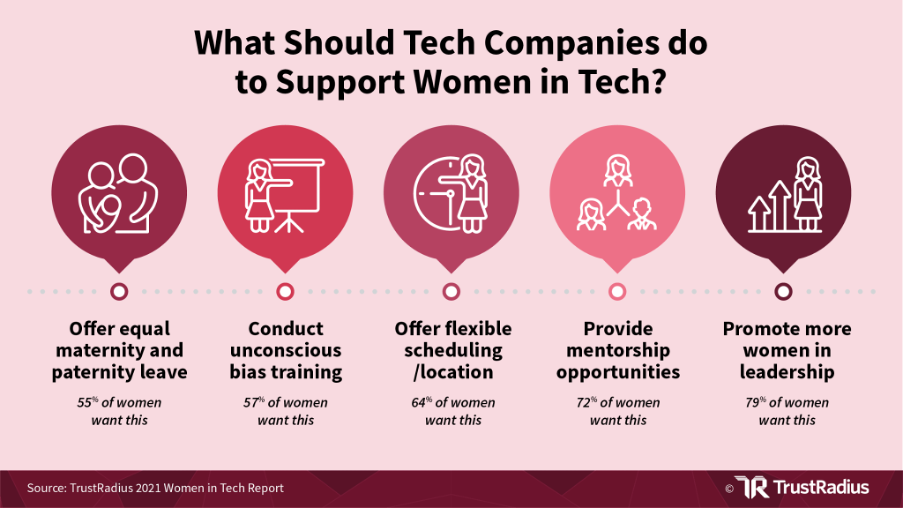 What Should Tech Companies do
to Support Women in Tech?
Offer equal
maternity and
paternity leave
55% of women
want this
Conduct
unconscious
bias training
57% of women
want this
Offer flexible
scheduling
/location
64% of women
want this
Provide
mentorship
opportunities
72% of women
want this
Promote more
women in
leadership
79% of women
want this
Source: TrustRadius 2021 Women in Tech Report
© TR TrustRadius